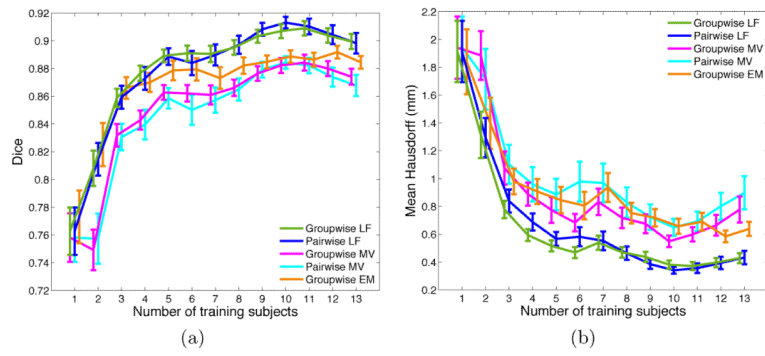 0.92
0.9
0.88
0.86
0.84
0.82
0.8
0.78
0.76
0.74
0.72
Dice
1 2 3 4 5 6 7 8 9 10 11 12 13
Number of training subjects
Groupwise LF
Pairwise LF
Groupwise MV
Pairwise MV
Groupwise EM
(a)
2.2
2
1.8
1.6
1.4
1.2
1
0.8
0.6
0.4
0.2
Mean Hausdorff (mm)
1 2 3 4 5 6 7 8 9 10 11 12 13
Number of training subjects
Groupwise LF
Pairwise LF
Groupwise MV
Pairwise MV
Groupwise EM
(b)